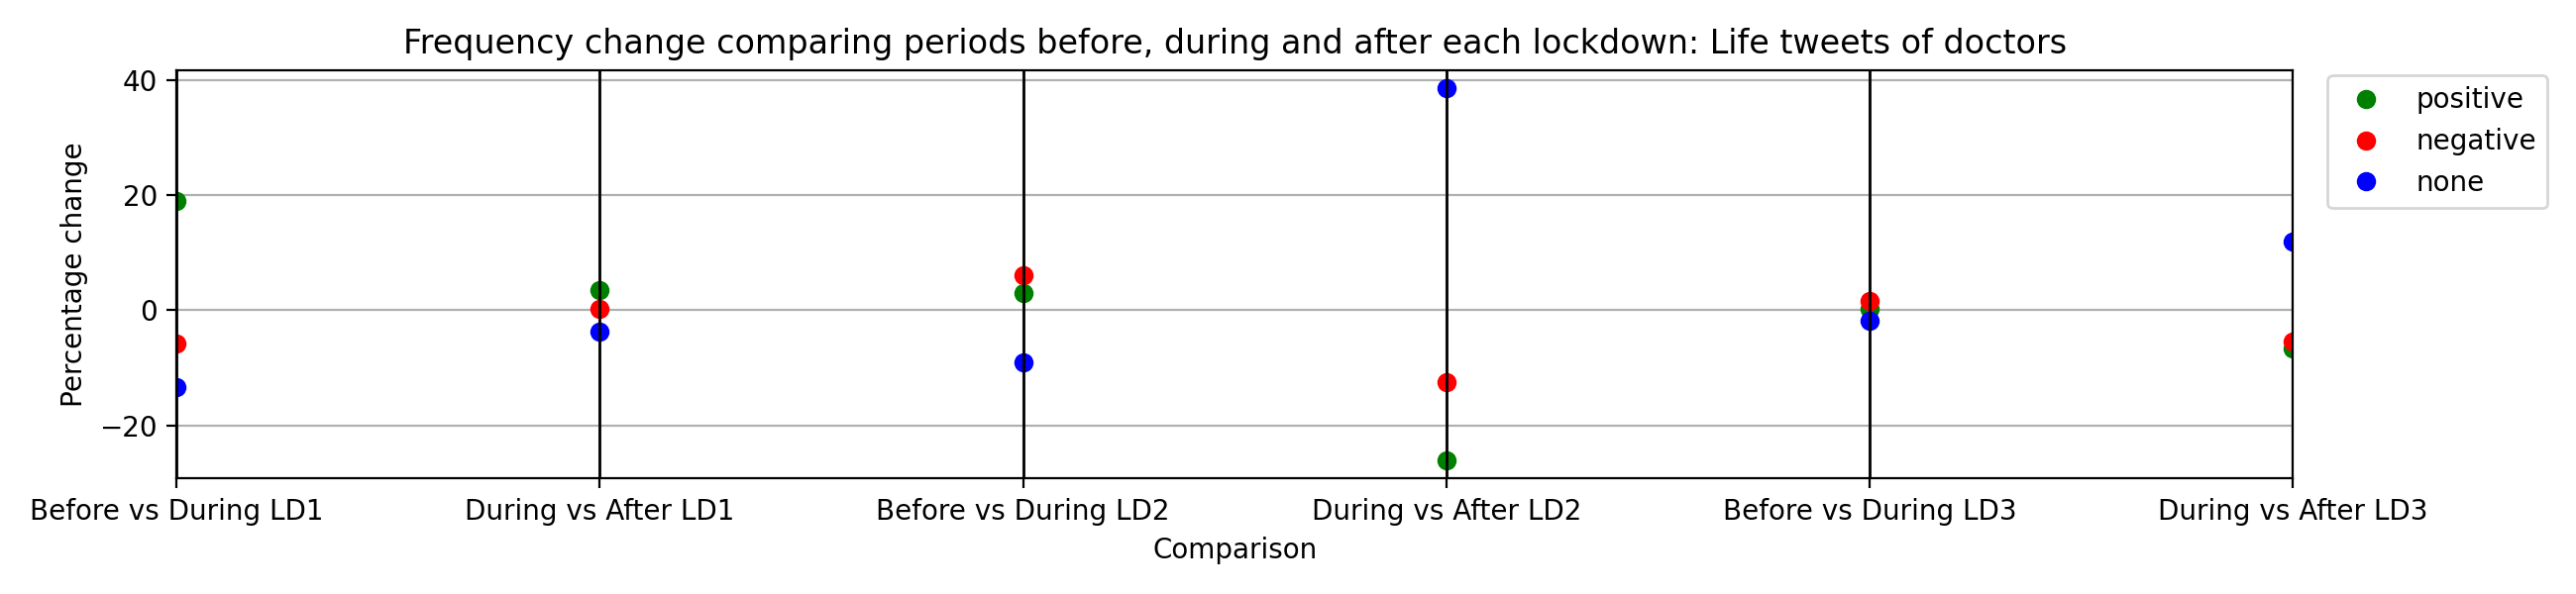 Frequency change comparing periods before, during and after each lockdown: Life tweets of doctors
40
20
0
−20
Percentage change
positive
negative
none
Before vs During LD1
During vs After LD1
Before vs During LD2
During vs After LD2
Before vs During LD3
During vs After LD3
Comparison